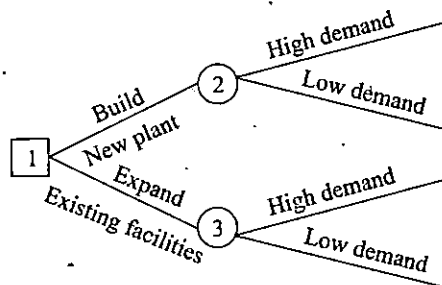 High demand
2
Low demand
Build
New plant
1
Expand
Existing facilities
High demand
3
Low demand